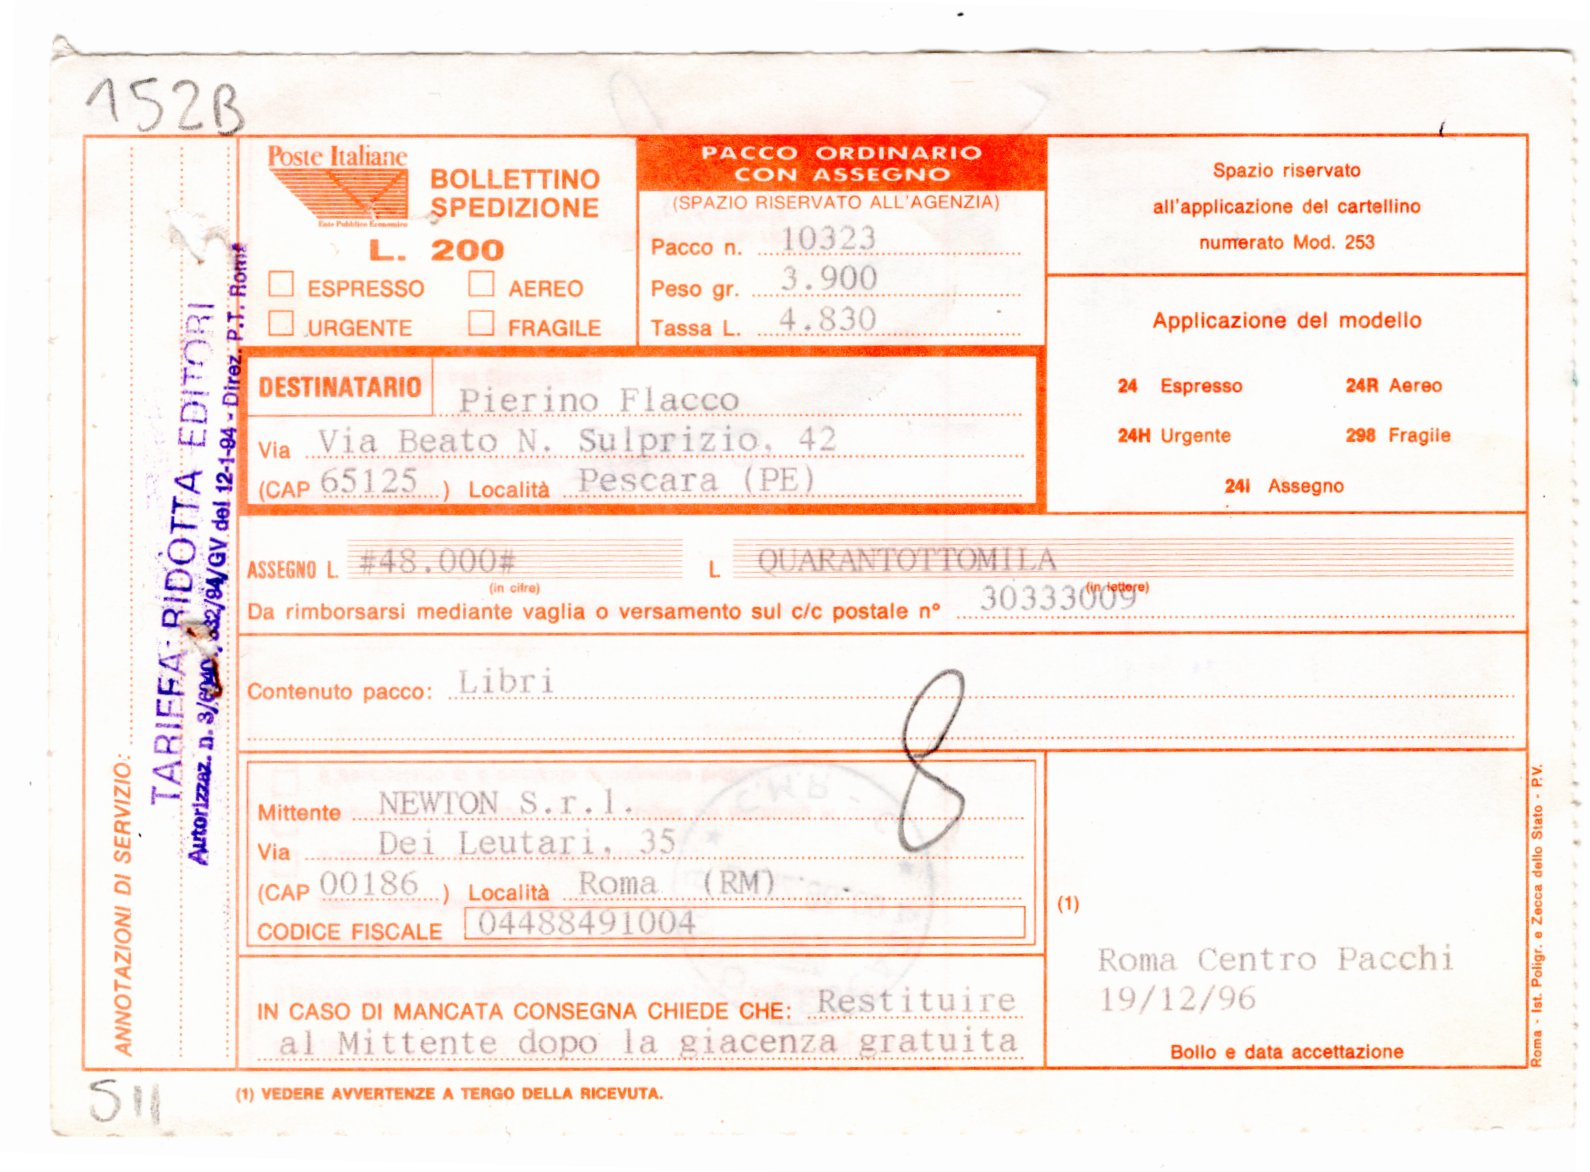 152B
Poste Italiane
Ente Pubblico Economico
BOLLETTINO
SPEDIZIONE
L. 200
ESPRESSO AEREO
URGENTE FRAGILE
PACCO ORDINARIO
CON ASSEGNO
(SPAZIO RISERVATO ALL'AGENZIA)
Pacco n. 10323
Peso gr. 3.900
Tassa L. 4.830
Spazio riservato
all'applicazione del cartellino
numerato Mod. 253
Applicazione del modello
24 Espresso 24R Aereo
24H Urgente 298 Fragile
24I Assegno
DESTINATARIO Pierino Flacco
Via Via Beato N. Sulprizio, 42
(CAP 65125 ) Località Pescara (PE)
ASSEGNO L. #48.000# L QUARANTOTTOMILA
(in cifre) (in lettere)
Da rimborsarsi mediante vaglia o versamento sul c/c postale n° 30333009
Contenuto pacco: Libri
8
Mittente NEWTON S.r.l.
Via Dei Leutari, 35
(CAP 00186 ) Località Roma (RM)
CODICE FISCALE 04488491004
IN CASO DI MANCATA CONSEGNA CHIEDE CHE: Restituire
al Mittente dopo la giacenza gratuita
(1)
Roma Centro Pacchi
19/12/96
Bollo e data accettazione
(1) VEDERE AVVERTENZE A TERGO DELLA RICEVUTA.
ANNOTAZIONI DI SERVIZIO:
TARIFFA RIDOTTA EDITORI
Autorizzaz. n. /94/GV del 12-1-94 - Direz. P.T. Roma
Roma - Ist. Poligr. e Zecca dello Stato - P.V.
511